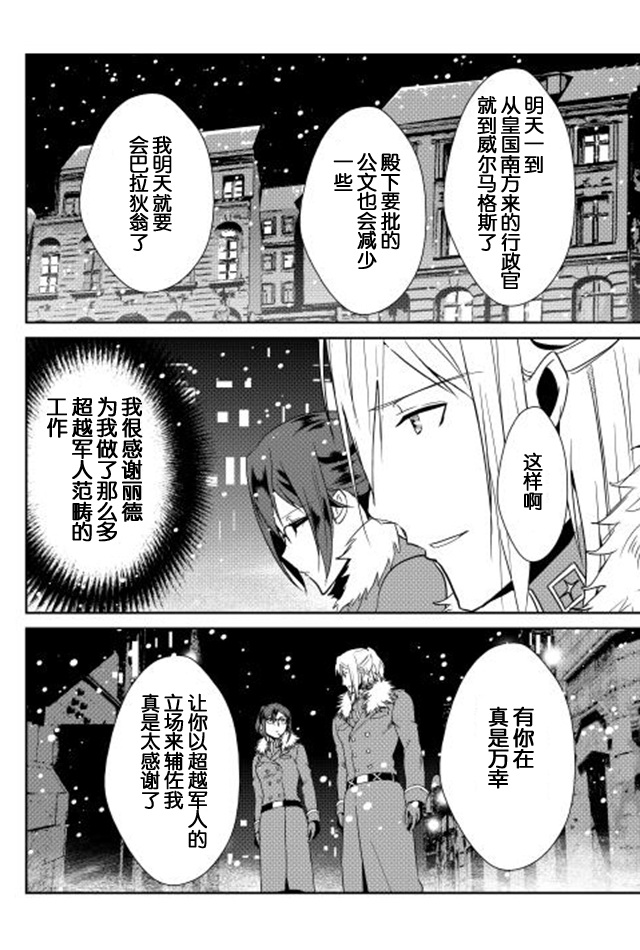 明天一到
从皇国南方来的行政官
就到威尔马格斯了
殿下要批的
公文也会减少
一些
我明天就要
会巴拉狄翁了
这样啊
我很感谢丽德
为我做了那么多
超越军人范畴的
工作
有你在
真是万幸
让你以超越军人的
立场来辅佐我
真是太感谢了